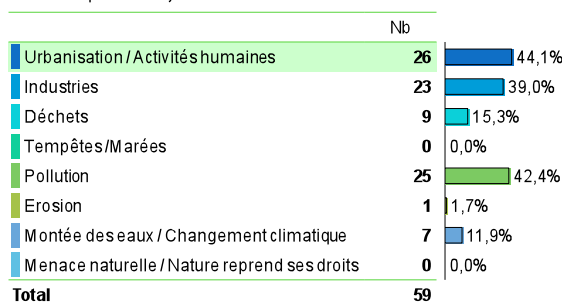 Nb
Urbanisation / Activités humaines 26 44,1%
Industries 23 39,0%
Déchets 9 15,3%
Tempêtes /Marées 0 0,0%
Pollution 25 42,4%
Erosion 1 1,7%
Montée des eaux / Changement climatique 7 11,9%
Menace naturelle / Nature reprend ses droits 0 0,0%
Total 59